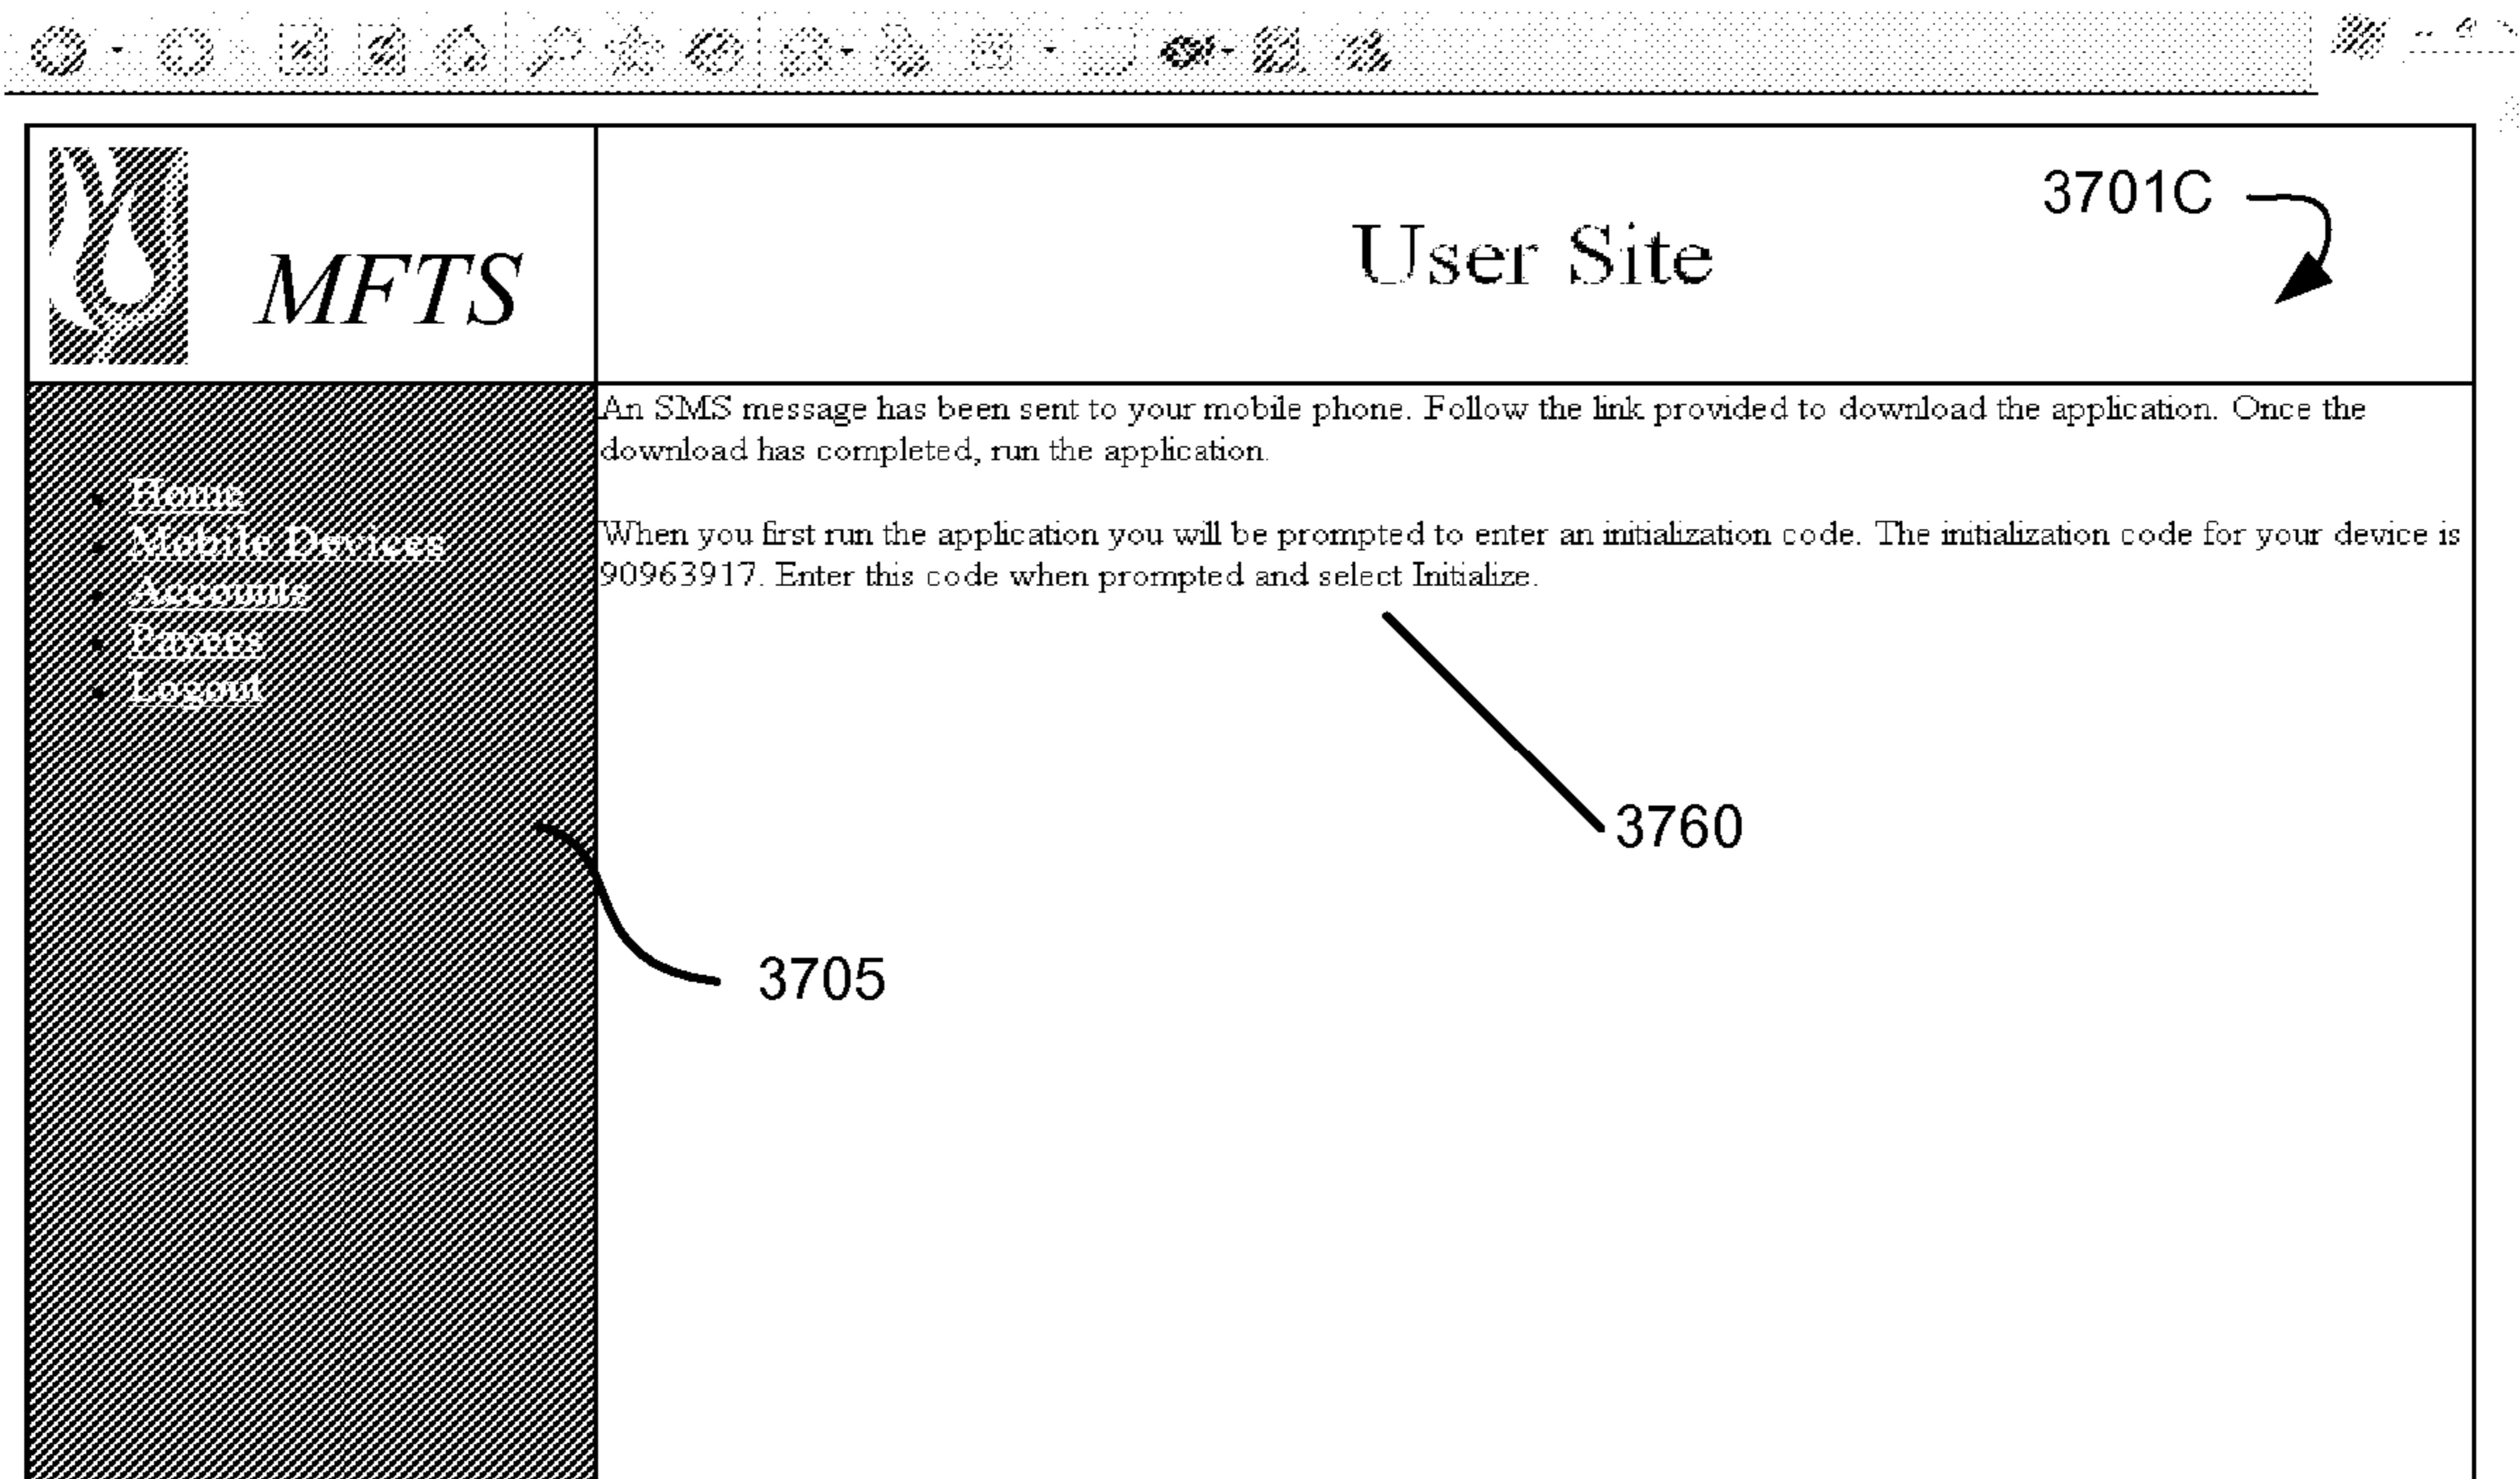 3701C
MFTS
User Site
An SMS message has been sent to your mobile phone. Follow the link provided to download the application. Once the
download has completed, run the application.
When you first run the application you will be prompted to enter an initialization code. The initialization code for your device is
90963917. Enter this code when prompted and select Initialize.
Home
Mobile Devices
Accounts
Payees
Logout
3760
3705